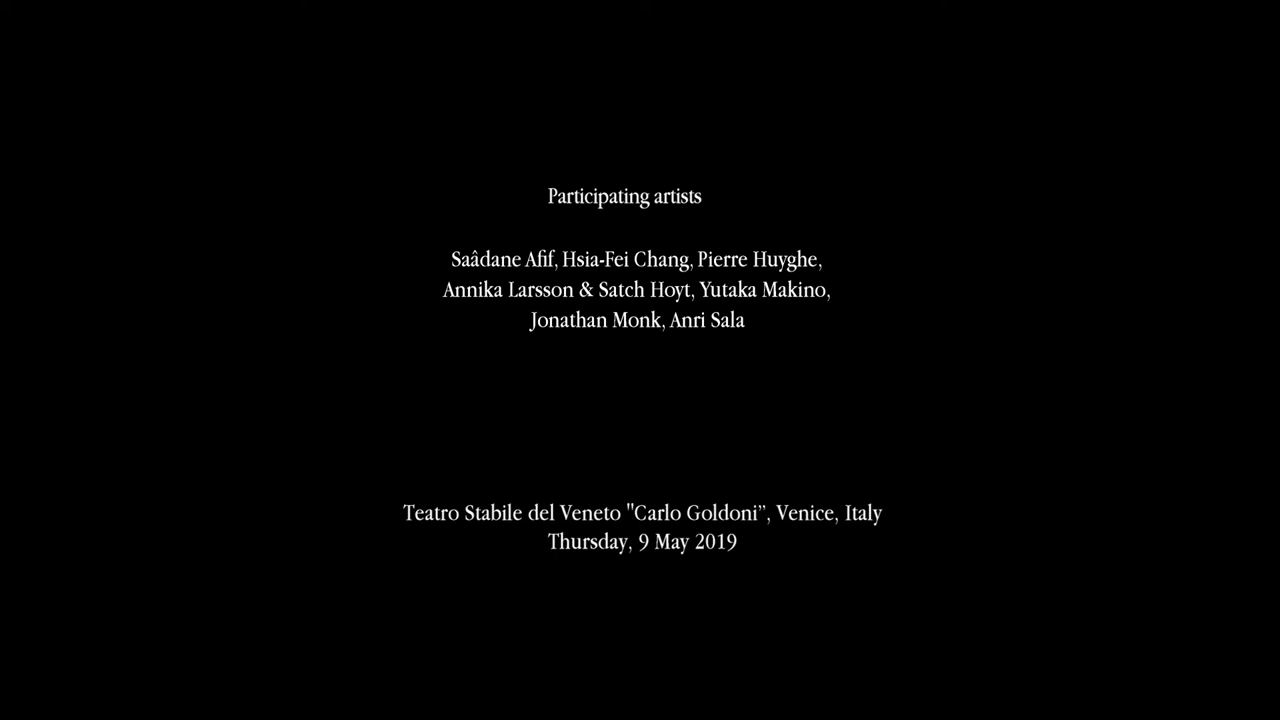 Participating artists
Saâdane Afif, Hsia-Fei Chang, Pierre Huyghe,
Annika Larsson & Satch Hoyt, Yutaka Makino,
Jonathan Monk, Anri Sala
Teatro Stabile del Veneto "Carlo Goldoni”, Venice, Italy
Thursday, 9 May 2019